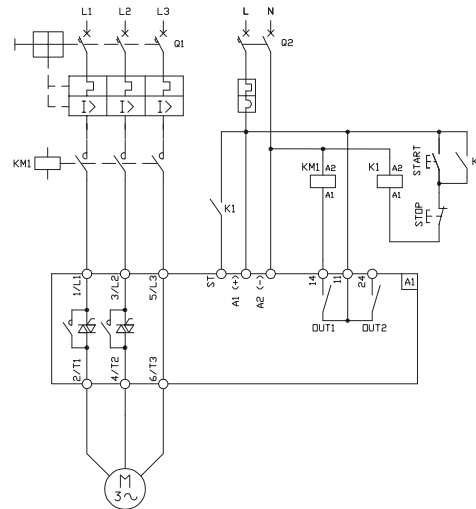 L1 L2 L3 L N
Q1 Q2
I> I> I>
START
KM1 KM1 A2 K1 A2 K
A1 A1
K1
STOP
1/L1 3/L2 5/L3 ST A1 (+) A2 (-) 14 11 24 A1
OUT1 OUT2
2/T1 4/T2 6/T3
M
3~